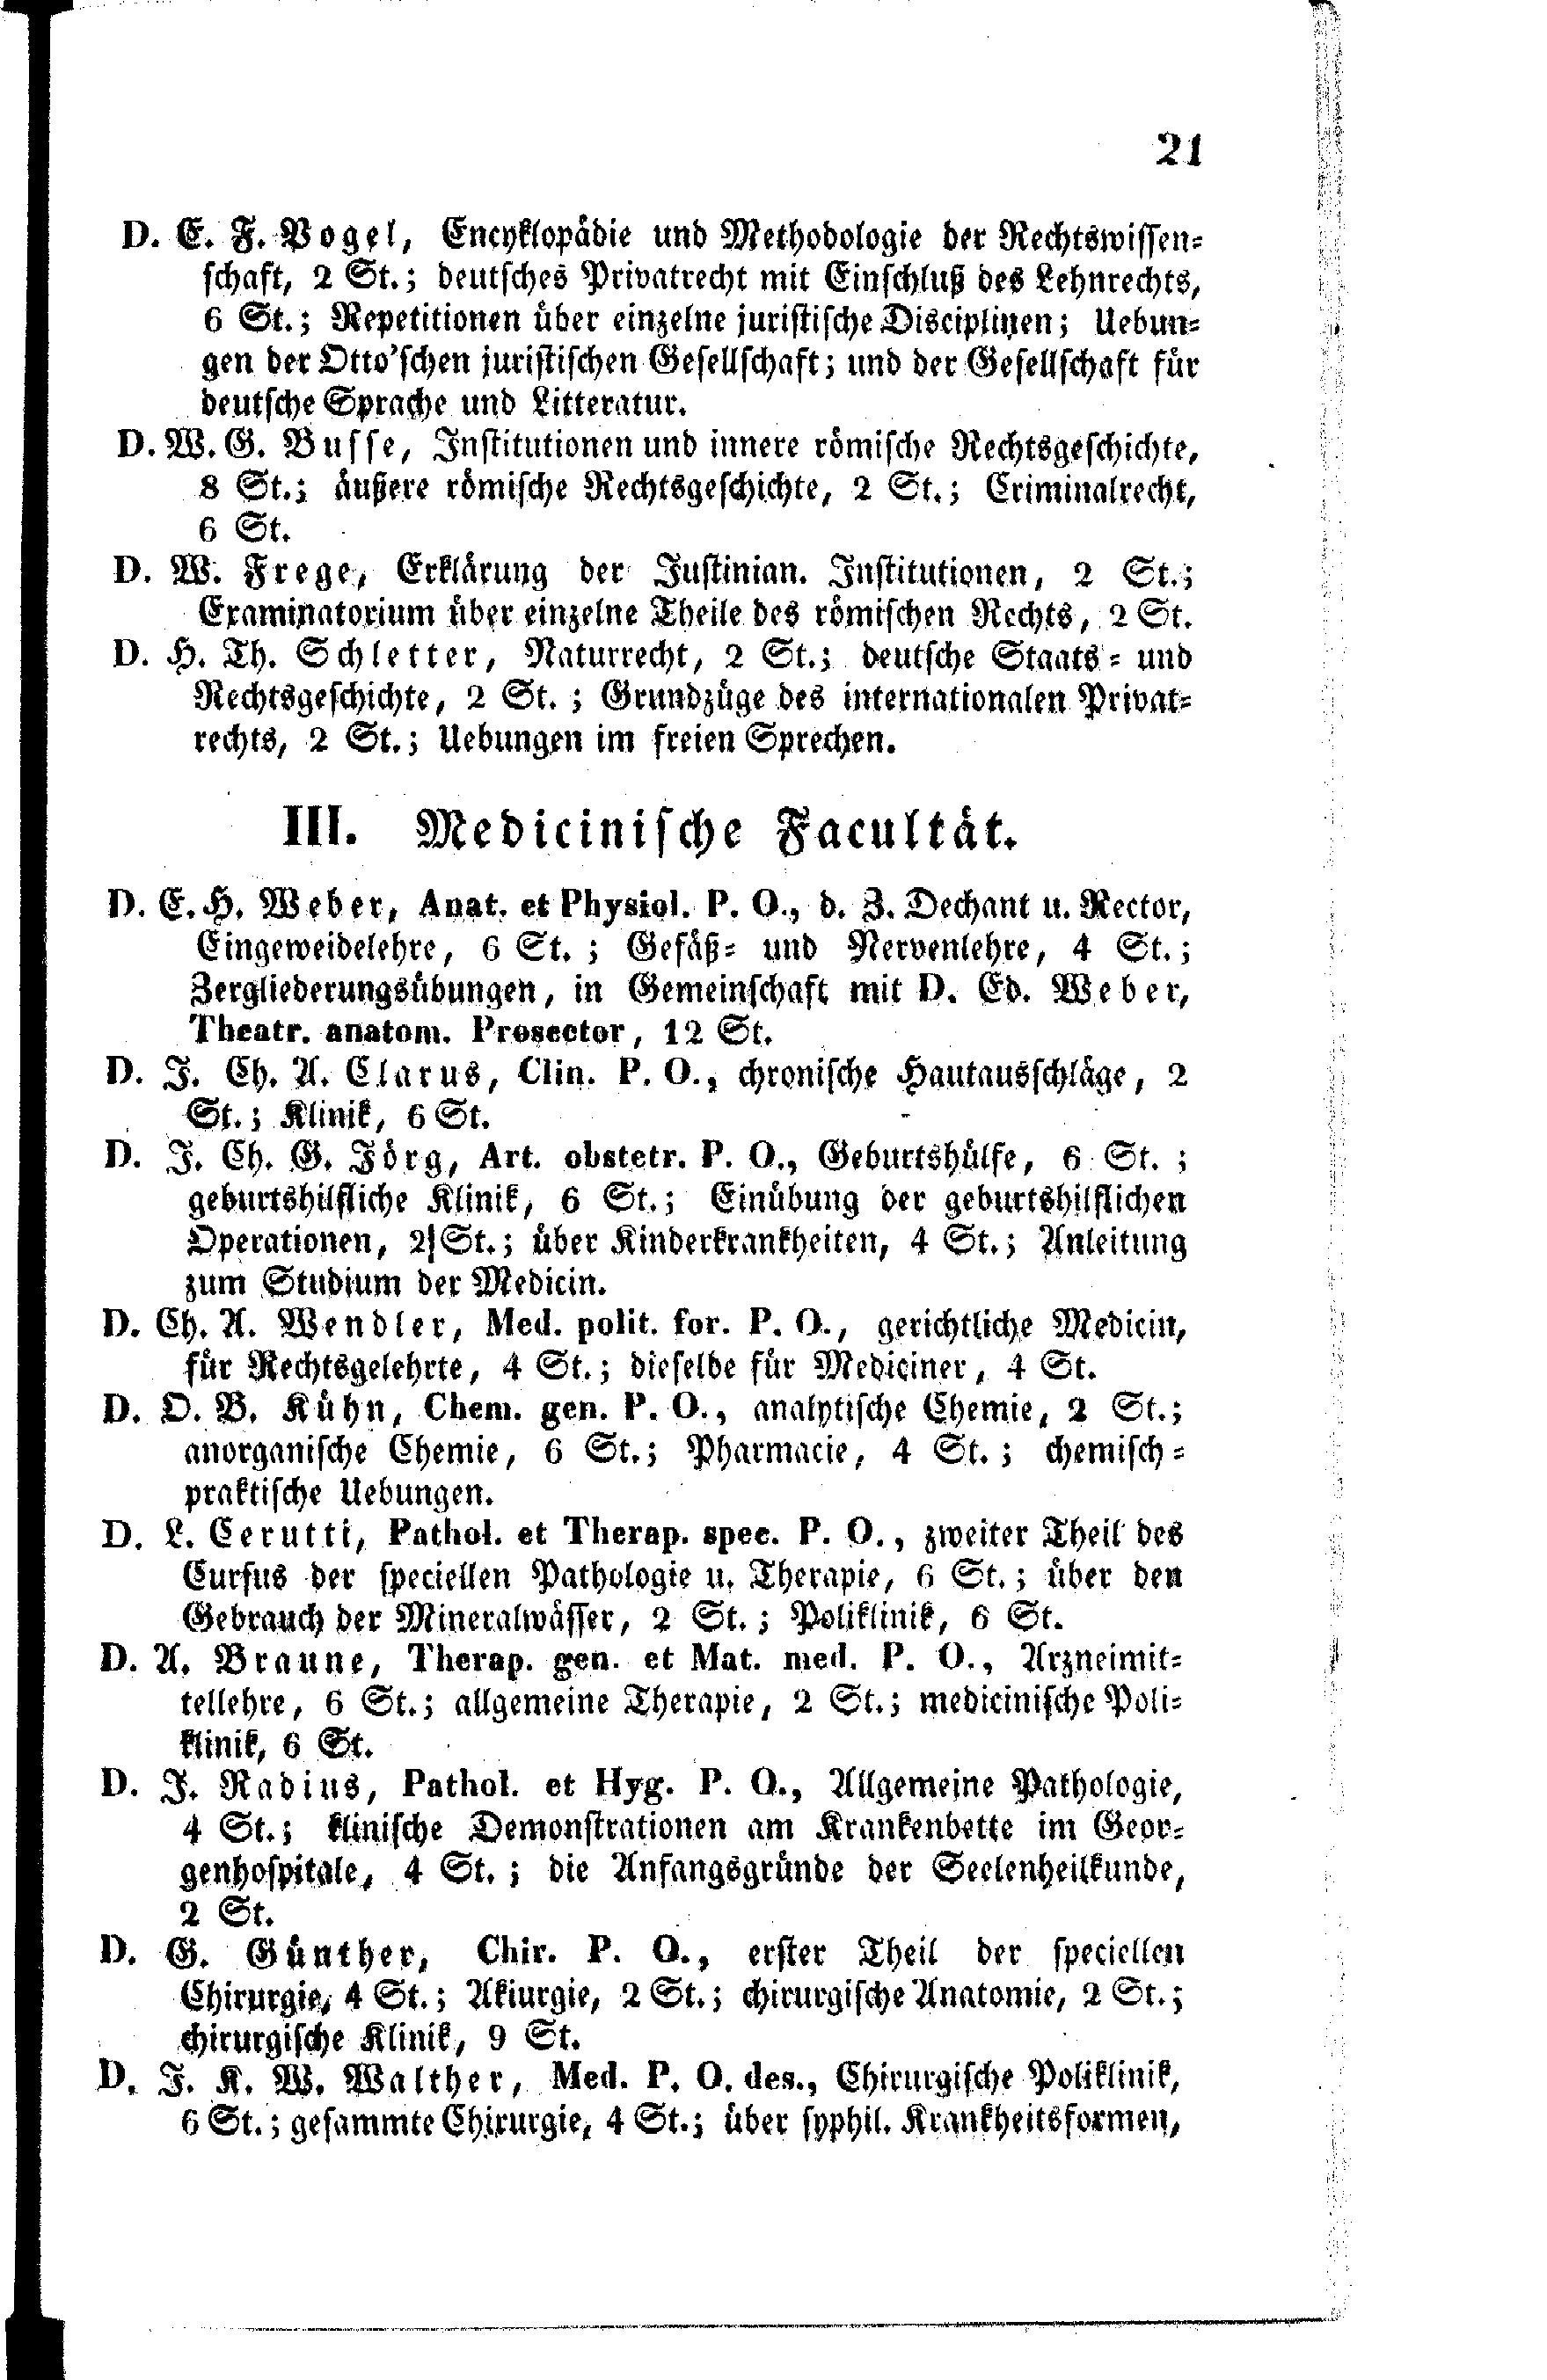 21
D. E. F. Vogel, Encyklopädie und Methodologie der Rechtswissen-
schaft, 2 St.; deutsches Privatrecht mit Einschluß des Lehnrechts,
6 St.; Repetitionen über einzelne juristische Disciplinen; Uebun-
gen der Otto'schen juristischen Gesellschaft; und der Gesellschaft für
deutsche Sprache und Litteratur.
D. W. G. Busse, Institutionen und innere römische Rechtsgeschichte,
8 St.; äußere römische Rechtsgeschichte, 2 St.; Criminalrecht,
6 St.
D. W. Frege, Erklärung der Justinian. Institutionen, 2 St.;
Examinatorium über einzelne Theile des römischen Rechts, 2 St.
D. H. Th. Schletter, Naturrecht, 2 St.; deutsche Staats- und
Rechtsgeschichte, 2 St.; Grundzüge des internationalen Privat-
rechts, 2 St.; Uebungen im freien Sprechen.
III. Medicinische Facultät.
D. E. H. Weber, Anat. et Physiol. P. O., d. Z. Dechant u. Rector,
Eingeweidelehre, 6 St.; Gefäß- und Nervenlehre, 4 St.;
Zergliederungsübungen, in Gemeinschaft mit D. Ed. Weber,
Theatr. anatom. Prosector, 12 St.
D. J. Ch. A. Clarus, Clin. P. O., chronische Hautausschläge, 2
St.; Klinik, 6 St.
D. J. Ch. G. Jörg, Art. obstetr. P. O., Geburtshülfe, 6 St.;
geburtshilfliche Klinik, 6 St.; Einübung der geburtshilflichen
Operationen, 2 St.; über Kinderkrankheiten, 4 St.; Anleitung
zum Studium der Medicin.
D. Ch. A. Wendler, Med. polit. for. P. O., gerichtliche Medicin,
für Rechtsgelehrte, 4 St.; dieselbe für Mediciner, 4 St.
D. O. B. Kühn, Chem. gen. P. O., analytische Chemie, 2 St.;
anorganische Chemie, 6 St.; Pharmacie, 4 St.; chemisch-
praktische Uebungen.
D. L. Cerutti, Pathol. et Therap. spec. P. O., zweiter Theil des
Cursus der speciellen Pathologie u. Therapie, 6 St.; über den
Gebrauch der Mineralwässer, 2 St.; Poliklinik, 6 St.
D. A. Braune, Therap. gen. et Mat. med. P. O., Arzneimit-
tellehre, 6 St.; allgemeine Therapie, 2 St.; medicinische Poli-
klinik, 6 St.
D. J. Radius, Pathol. et Hyg. P. O., Allgemeine Pathologie,
4 St.; klinische Demonstrationen am Krankenbette im Geor-
genhospitale, 4 St.; die Anfangsgründe der Seelenheilkunde,
2 St.
D. G. Günther, Chir. P. O., erster Theil der speciellen
Chirurgie, 4 St.; Akiurgie, 2 St.; chirurgische Anatomie, 2 St.;
chirurgische Klinik, 9 St.
D. J. K. W. Walther, Med. P. O. des., Chirurgische Poliklinik,
6 St.; gesammte Chirurgie, 4 St.; über syphil. Krankheitsformen,